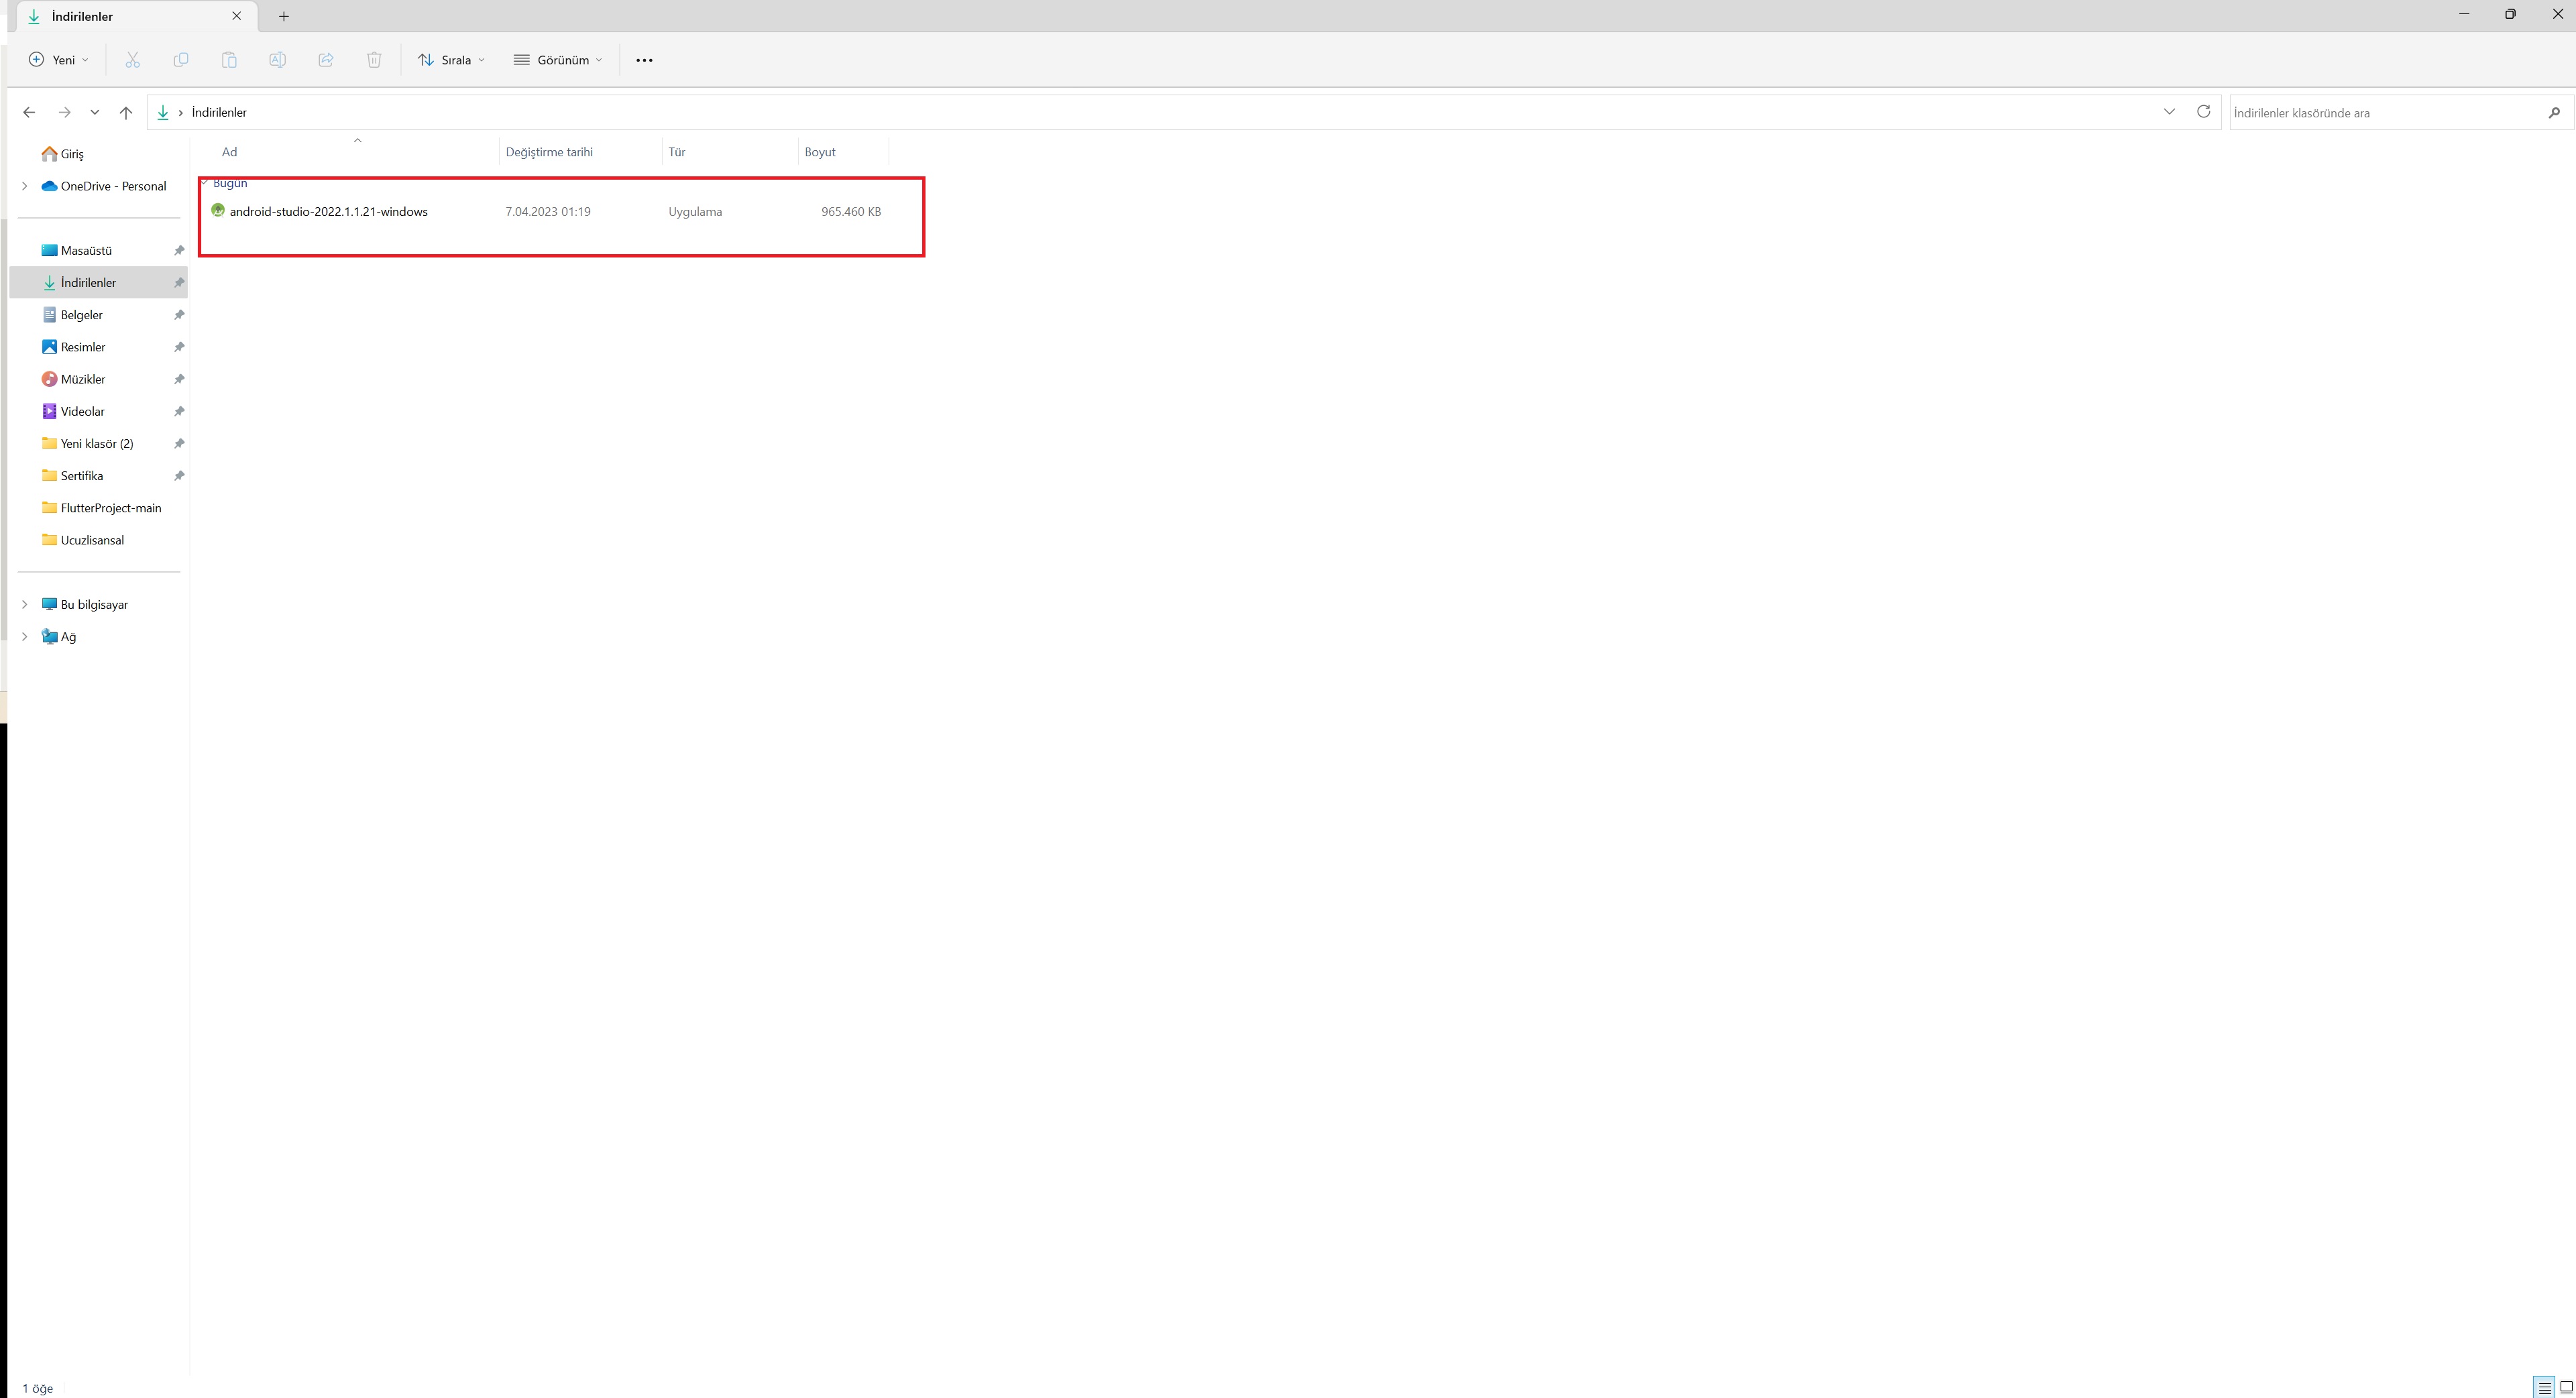 İndirilenler
Yeni
Sırala
Görünüm
İndirilenler
İndirilenler klasöründe ara
Giriş
OneDrive - Personal
Masaüstü
İndirilenler
Belgeler
Resimler
Müzikler
Videolar
Yeni klasör (2)
Sertifika
FlutterProject-main
Ucuzlisansal
Bu bilgisayar
Ağ
Ad Değiştirme tarihi Tür Boyut
Bugün
android-studio-2022.1.1.21-windows 7.04.2023 01:19 Uygulama 965.460 KB
1 öğe